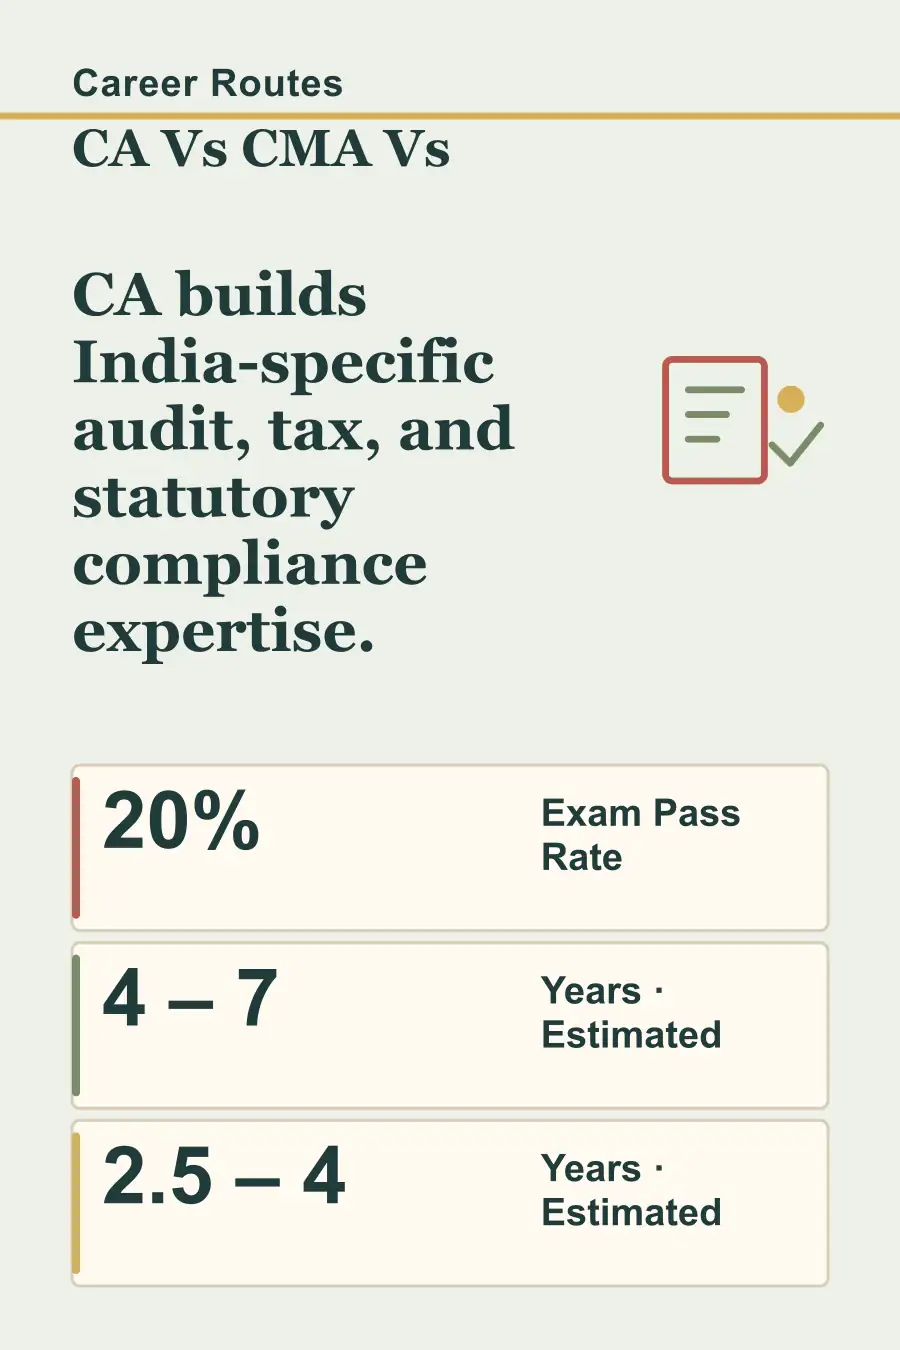 Career Routes
CA Vs CMA Vs
CA builds
India-specific
audit, tax, and
statutory
compliance
expertise.
20%
Exam Pass
Rate
4 – 7
Years ·
Estimated
2.5 – 4
Years ·
Estimated